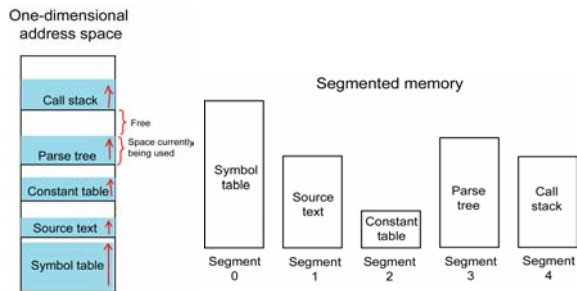 One-dimensional
address space
Call stack
Free
Parse tree
Space currently
being used
Constant table
Source text
Symbol table
Segmented memory
Symbol
table
Source
text
Constant
table
Parse
tree
Call
stack
Segment
0
Segment
1
Segment
2
Segment
3
Segment
4